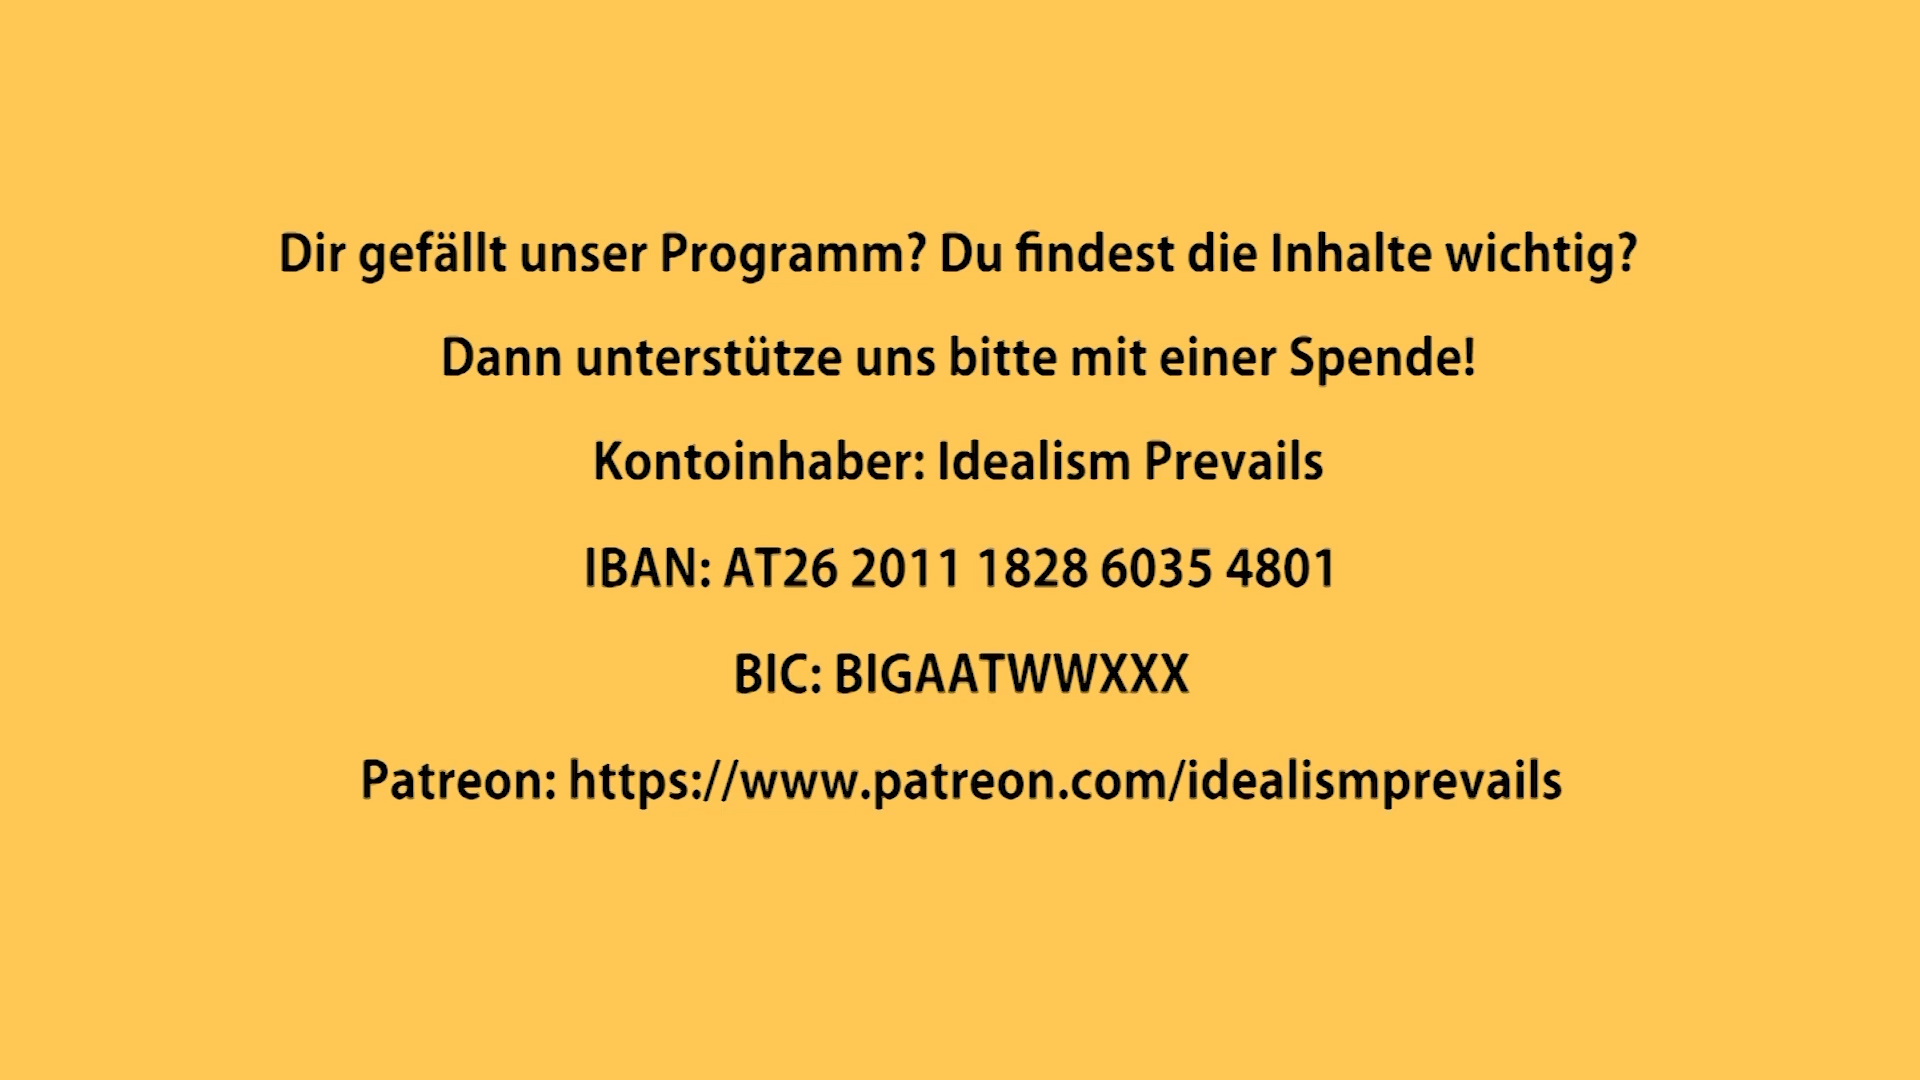 Dir gefällt unser Programm? Du findest die Inhalte wichtig?
Dann unterstütze uns bitte mit einer Spende!
Kontoinhaber: Idealism Prevails
IBAN: AT26 2011 1828 6035 4801
BIC: BIGAATWWXXX
Patreon: https://www.patreon.com/idealismprevails